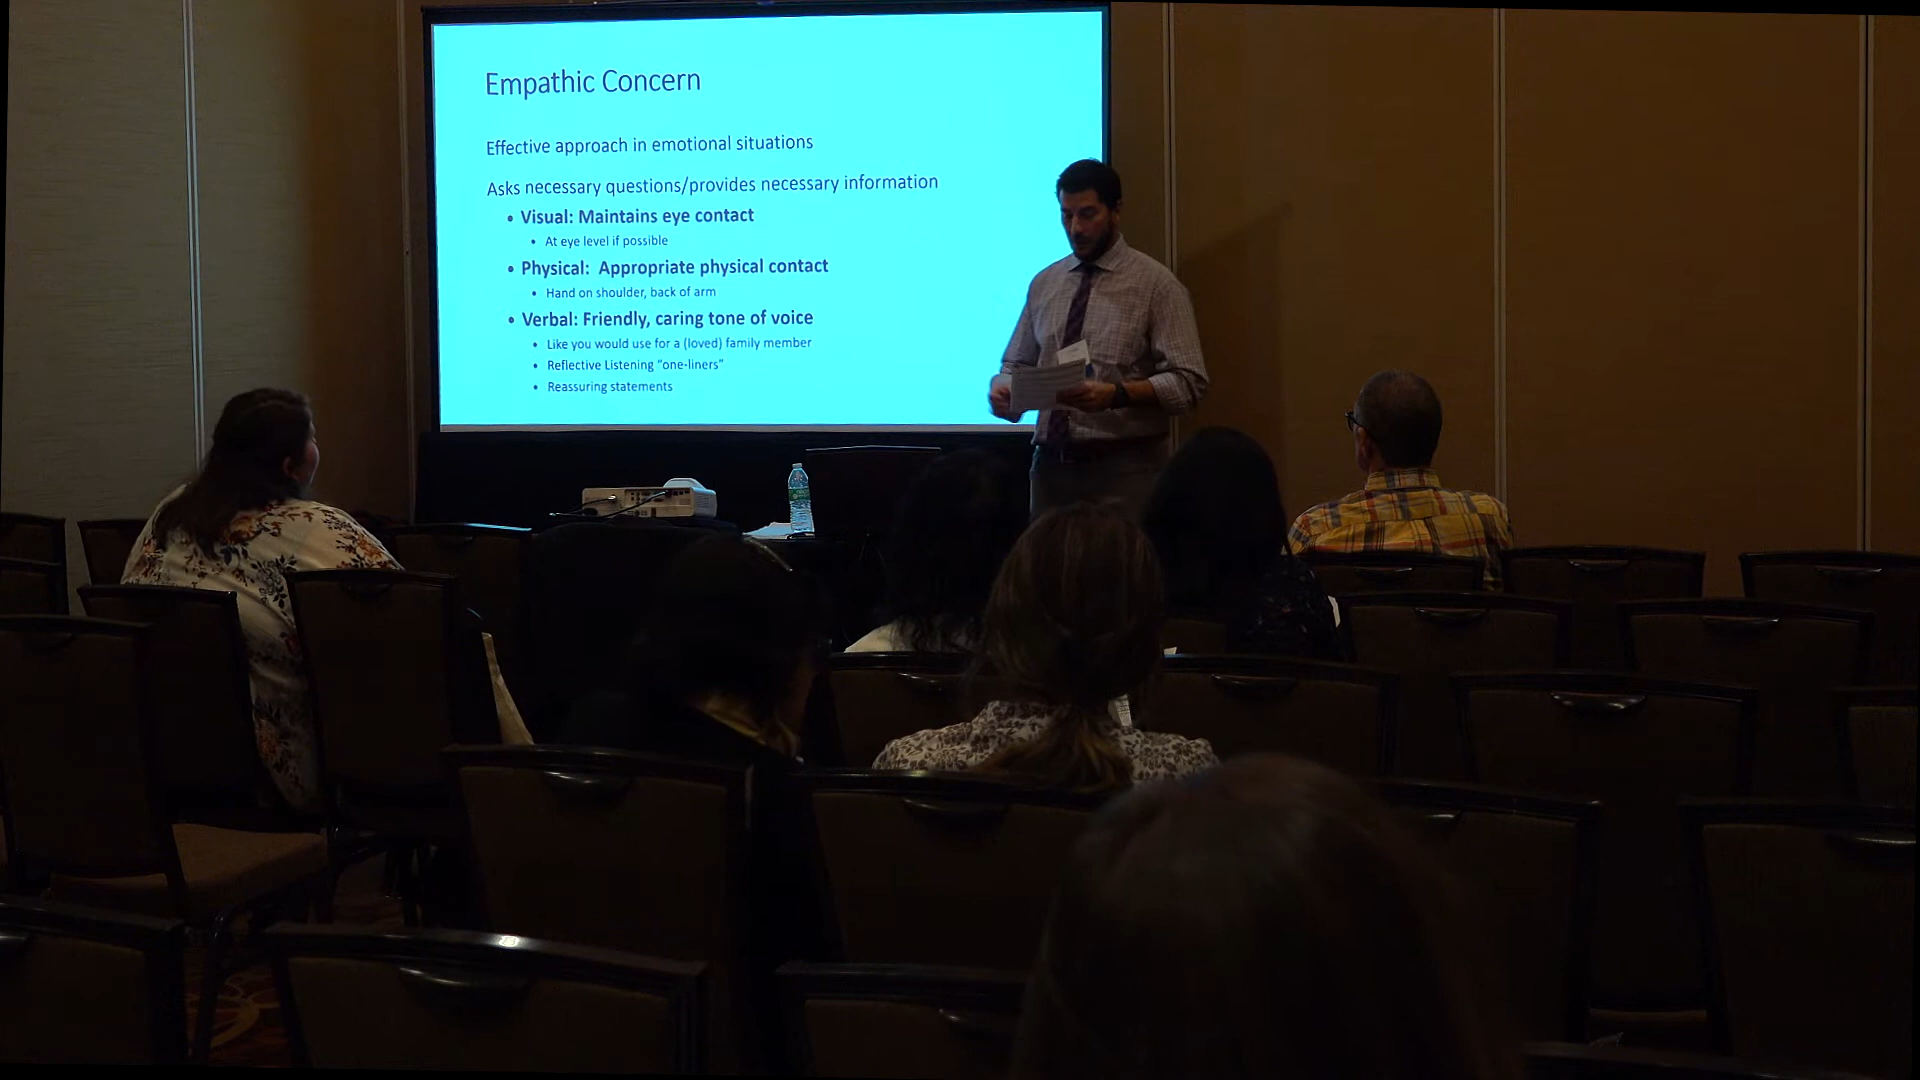 Empathic Concern
Effective approach in emotional situations
Asks necessary questions/provides necessary information
• Visual: Maintains eye contact
• At eye level if possible
• Physical: Appropriate physical contact
• Hand on shoulder, back of arm
• Verbal: Friendly, caring tone of voice
• Like you would use for a (loved) family member
• Reflective Listening “one-liners”
• Reassuring statements